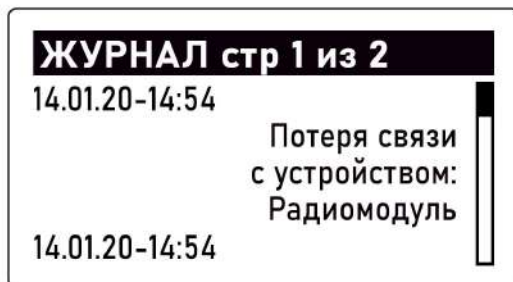 ЖУРНАЛ стр 1 из 2
14.01.20-14:54
Потеря связи
с устройством:
Радиомодуль
14.01.20-14:54